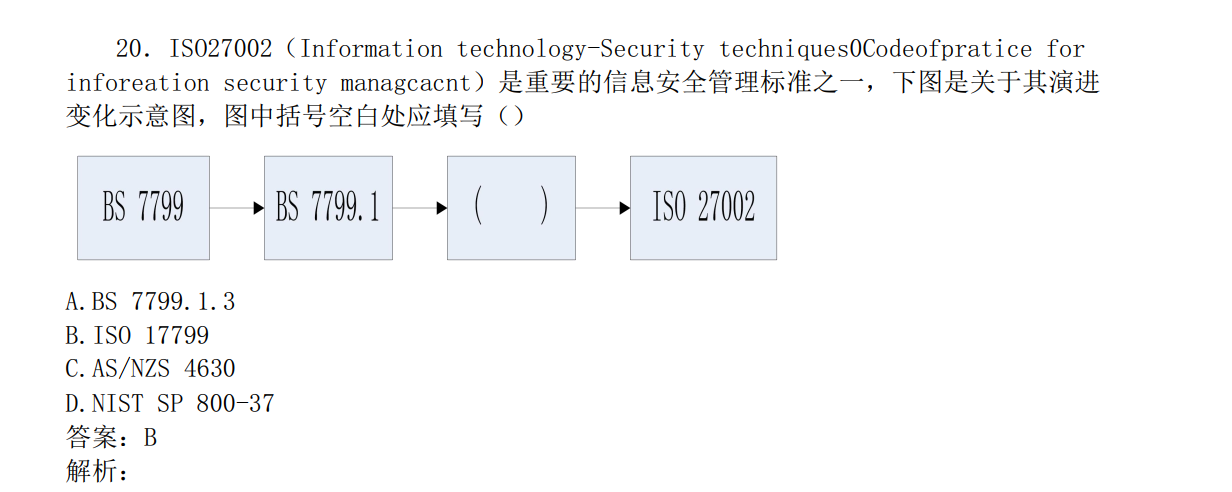 20. ISO27002（Information technology-Security techniques0Codeofpratice for
inforeation security managcacnt）是重要的信息安全管理标准之一，下图是关于其演进
变化示意图，图中括号空白处应填写（）
BS 7799
BS 7799.1
(    )
ISO 27002
A.BS 7799.1.3
B.ISO 17799
C.AS/NZS 4630
D.NIST SP 800-37
答案：B
解析：